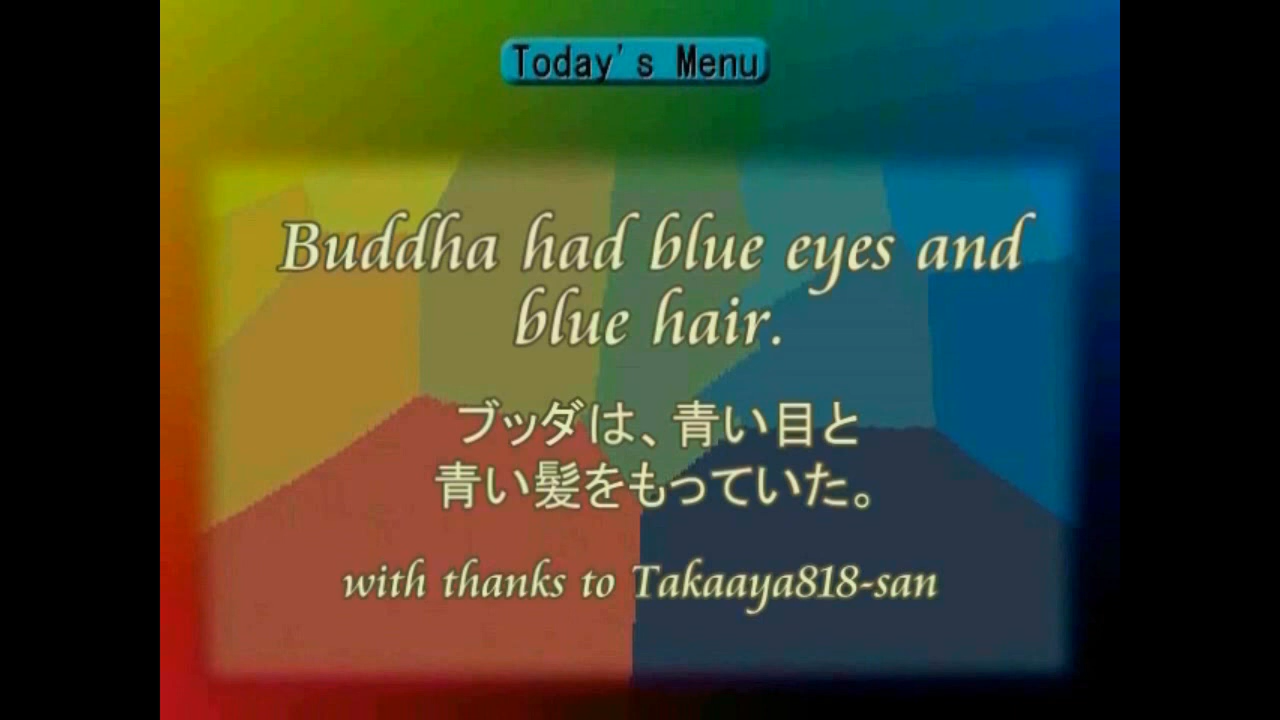 Today's Menu
Buddha had blue eyes and
blue hair.
ブッダは、青い目と
青い髪をもっていた。
with thanks to Takaaya818-san